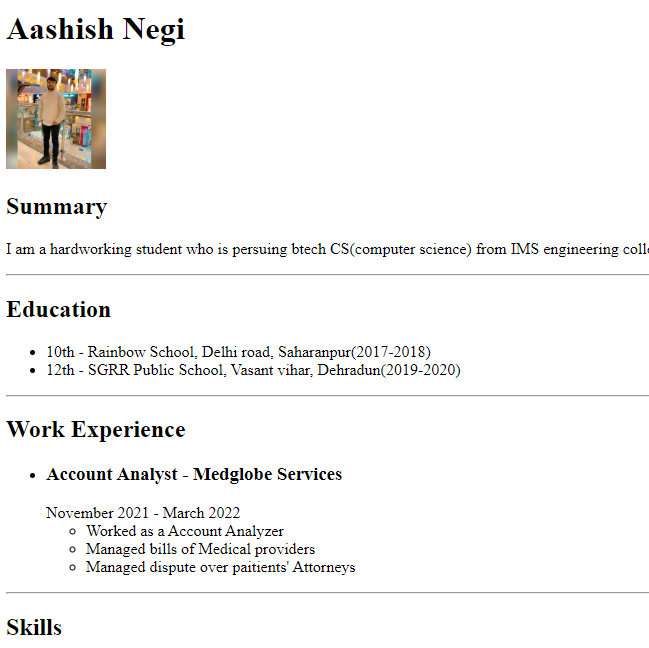 Aashish Negi
Summary
I am a hardworking student who is persuing btech CS(computer science) from IMS engineering
Education
10th - Rainbow School, Delhi road, Saharanpur(2017-2018)
12th - SGRR Public School, Vasant vihar, Dehradun(2019-2020)
Work Experience
Account Analyst - Medglobe Services
November 2021 - March 2022
Worked as a Account Analyzer
Managed bills of Medical providers
Managed dispute over paitients' Attorneys
Skills